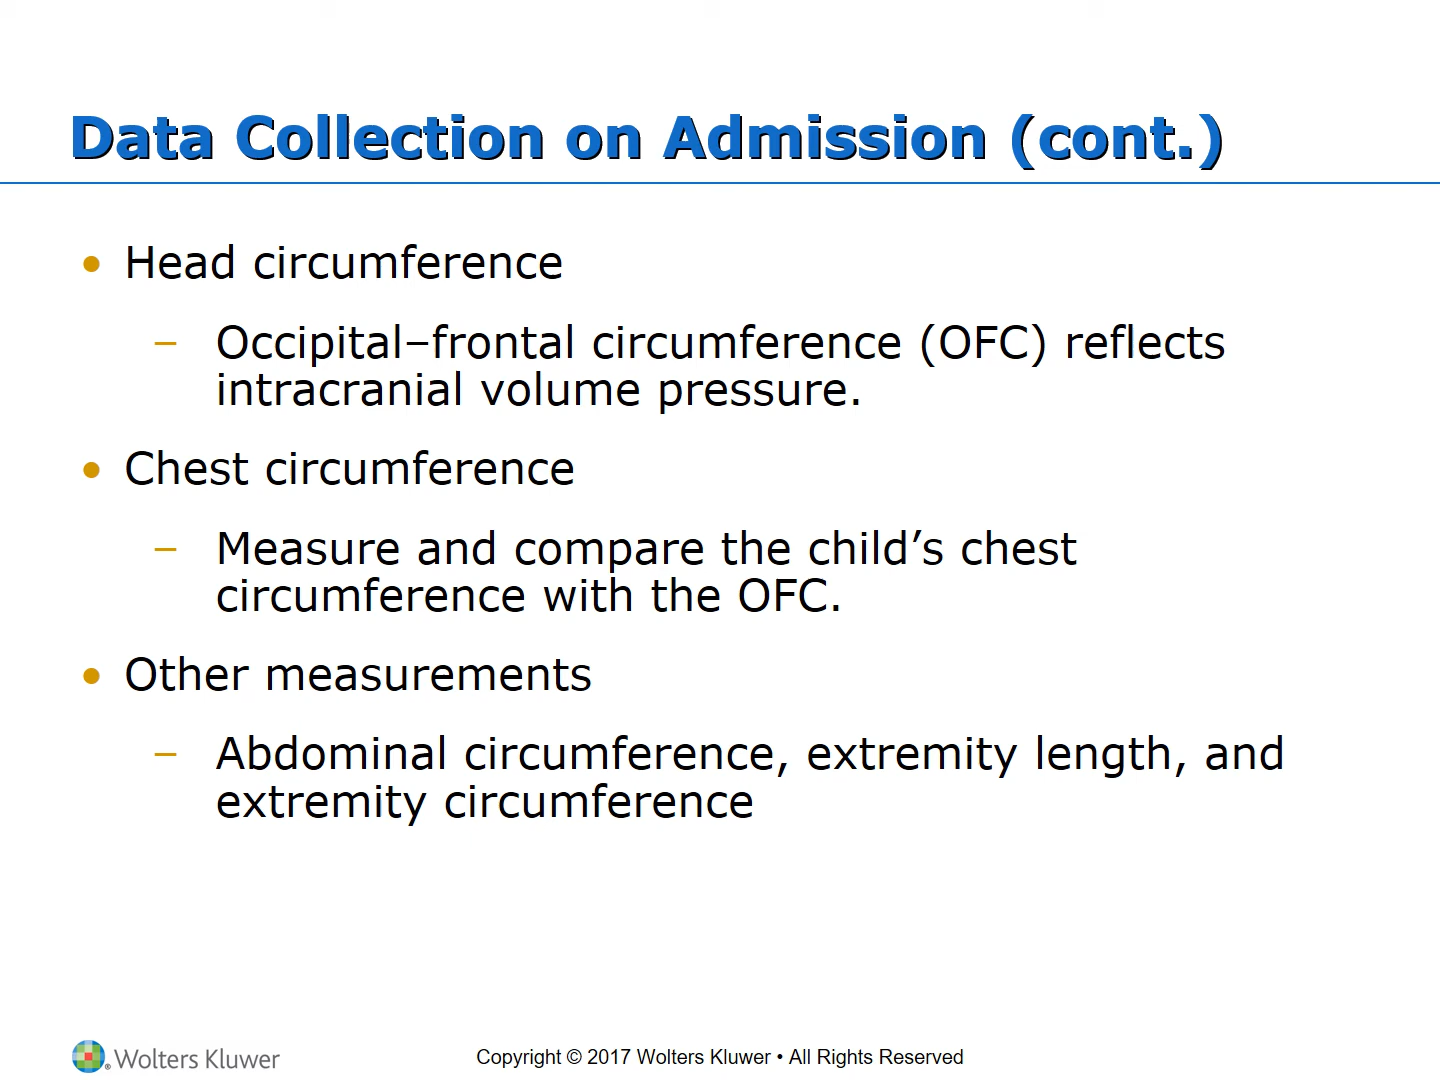 Data Collection on Admission (cont.)
• Head circumference
– Occipital–frontal circumference (OFC) reflects
intracranial volume pressure.
• Chest circumference
– Measure and compare the child’s chest
circumference with the OFC.
• Other measurements
– Abdominal circumference, extremity length, and
extremity circumference
® Wolters Kluwer
Copyright © 2017 Wolters Kluwer • All Rights Reserved